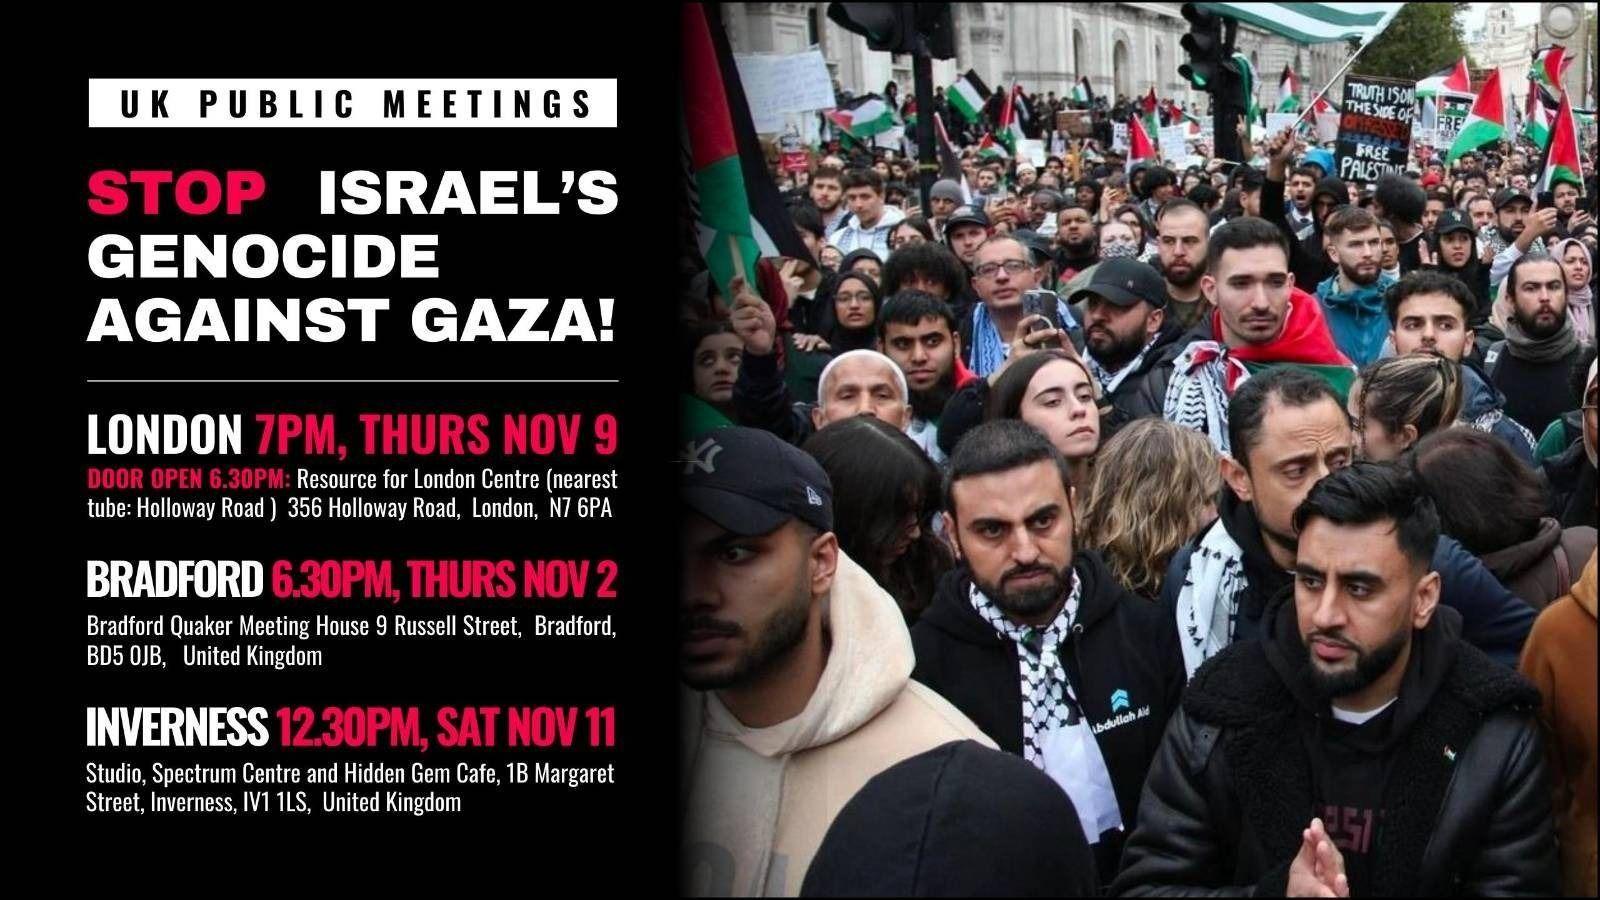 UK PUBLIC MEETINGS
STOP ISRAEL'S
GENOCIDE
AGAINST GAZA!
LONDON 7PM, THURS NOV 9
DOOR OPEN 6.30PM: Resource for London Centre (nearest
tube: Holloway Road ) 356 Holloway Road, London, N7 6PA
BRADFORD 6.30PM, THURS NOV 2
Bradford Quaker Meeting House 9 Russell Street, Bradford,
BD5 0JB, United Kingdom
INVERNESS 12.30PM, SAT NOV 11
Studio, Spectrum Centre and Hidden Gem Cafe, 1B Margaret
Street, Inverness, IV1 1LS, United Kingdom
TRUTH IS ON
THE SIDE OF
OPPRESSED
FREE
PALESTINE
FRE
Abdullah Aid